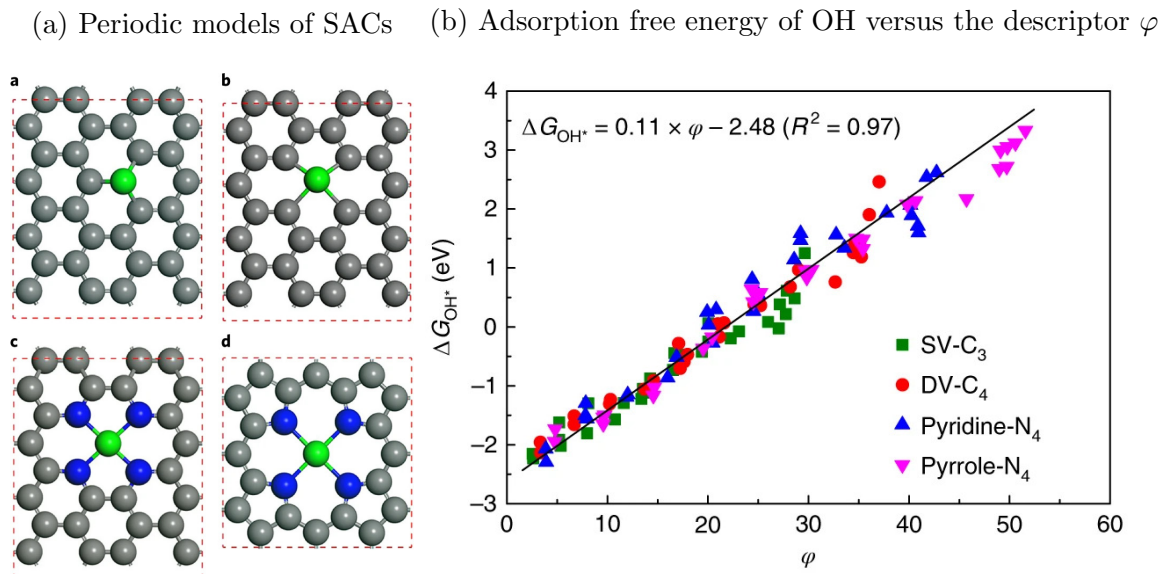 (a) Periodic models of SACs
(b) Adsorption free energy of OH versus the descriptor φ
a
b
c
d
4
3
2
1
0
−1
−2
−3
ΔG_OH* (eV)
ΔG_OH* = 0.11 × φ − 2.48 (R² = 0.97)
SV-C₃
DV-C₄
Pyridine-N₄
Pyrrole-N₄
0 10 20 30 40 50 60
φ